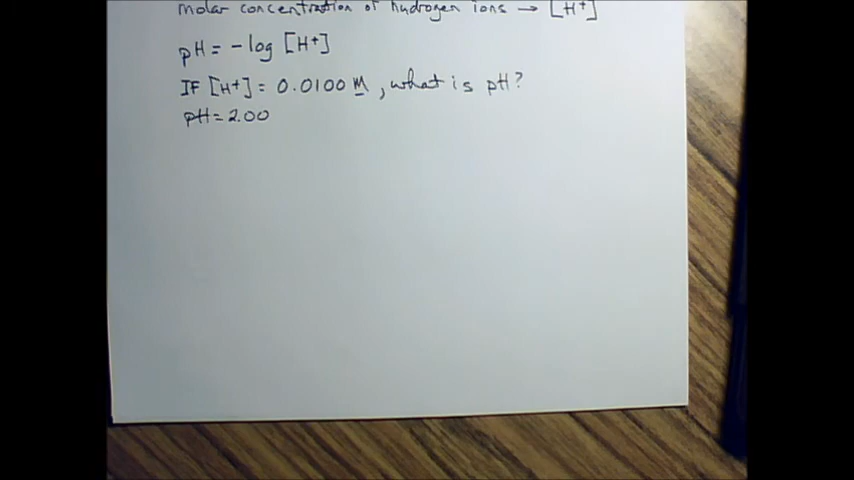 molar concentration of hydrogen ions → [H+]
pH = -log [H+]
IF [H+] = 0.0100 M, what is pH?
pH = 2.00